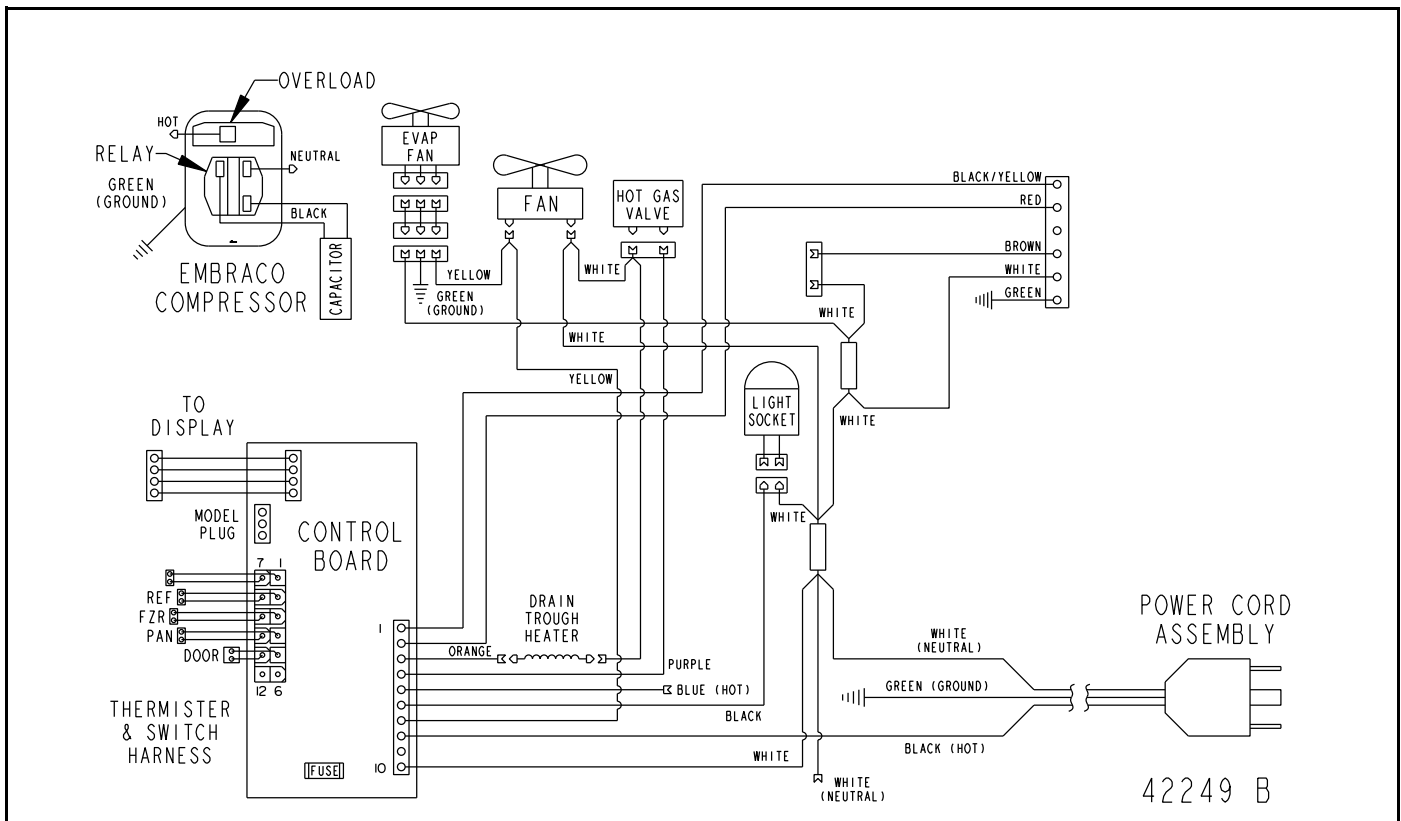 OVERLOAD
HOT
RELAY
NEUTRAL
GREEN
(GROUND)
BLACK
CAPACITOR
EMBRACO
COMPRESSOR
EVAP
FAN
FAN
HOT GAS
VALVE
YELLOW
GREEN
(GROUND)
WHITE
WHITE
YELLOW
BLACK/YELLOW
RED
BROWN
WHITE
GREEN
WHITE
WHITE
LIGHT
SOCKET
WHITE
TO
DISPLAY
MODEL
PLUG
CONTROL
BOARD
7 1
REF
FZR
PAN
DOOR
12 6
THERMISTER
& SWITCH
HARNESS
FUSE
1
10
ORANGE
DRAIN
TROUGH
HEATER
PURPLE
BLUE (HOT)
BLACK
WHITE
WHITE
(NEUTRAL)
WHITE
(NEUTRAL)
GREEN (GROUND)
BLACK (HOT)
POWER CORD
ASSEMBLY
42249 B